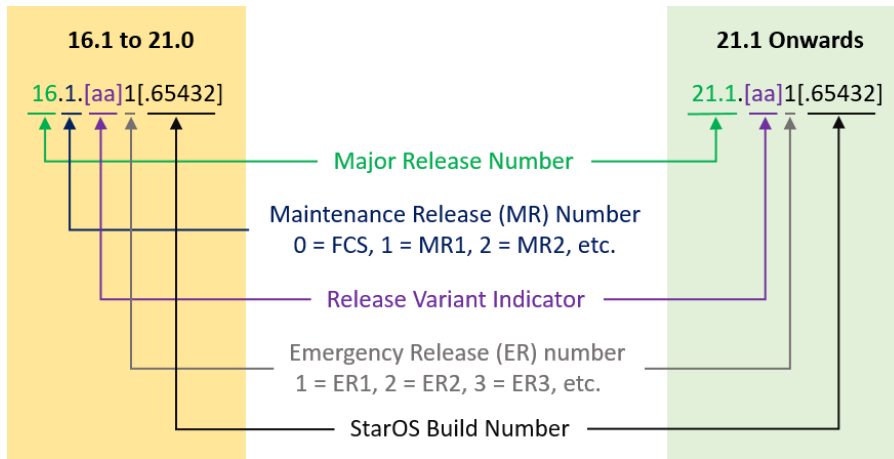 16.1 to 21.0
21.1 Onwards
16.1.[aa]1[.65432]
21.1.[aa]1[.65432]
Major Release Number
Maintenance Release (MR) Number
0 = FCS, 1 = MR1, 2 = MR2, etc.
Release Variant Indicator
Emergency Release (ER) number
1 = ER1, 2 = ER2, 3 = ER3, etc.
StarOS Build Number